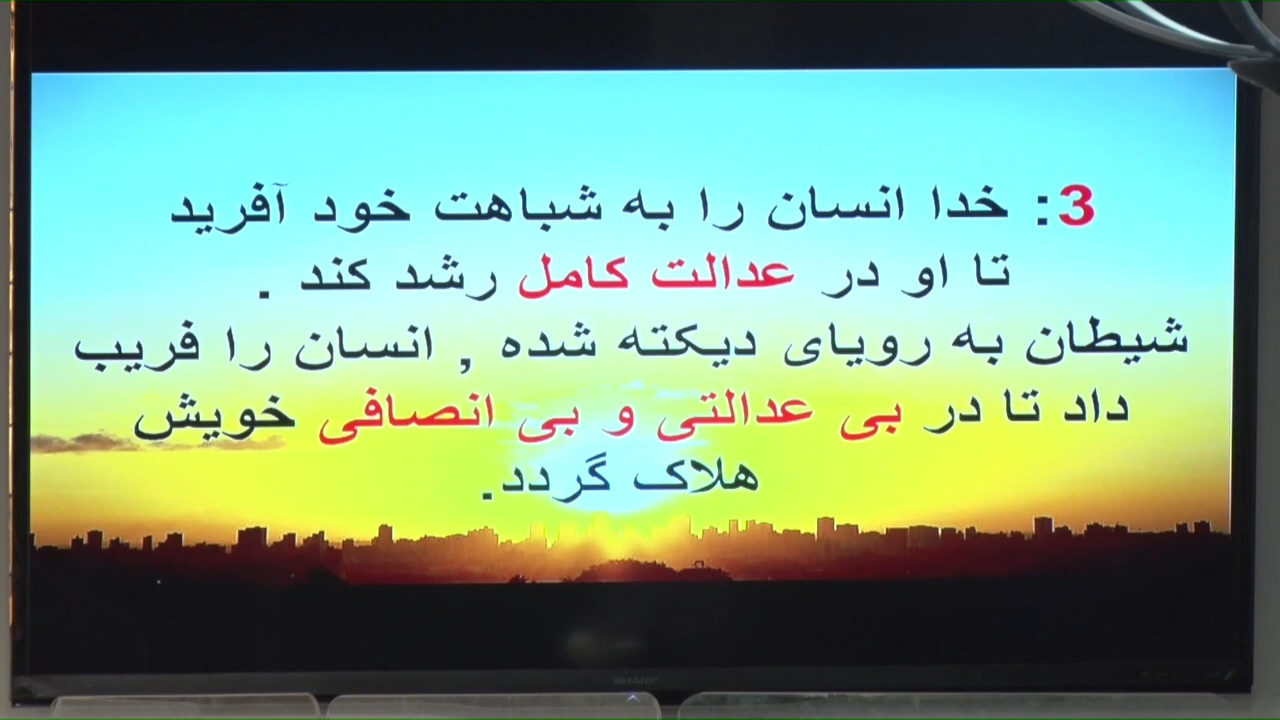 3: خدا انسان را به شباهت خود آفرید
تا او در عدالت کامل رشد کند .
شیطان به رویای دیکته شده , انسان را فریب
داد تا در بی عدالتی و بی انصافی خویش
هلاک گردد.
SHARP